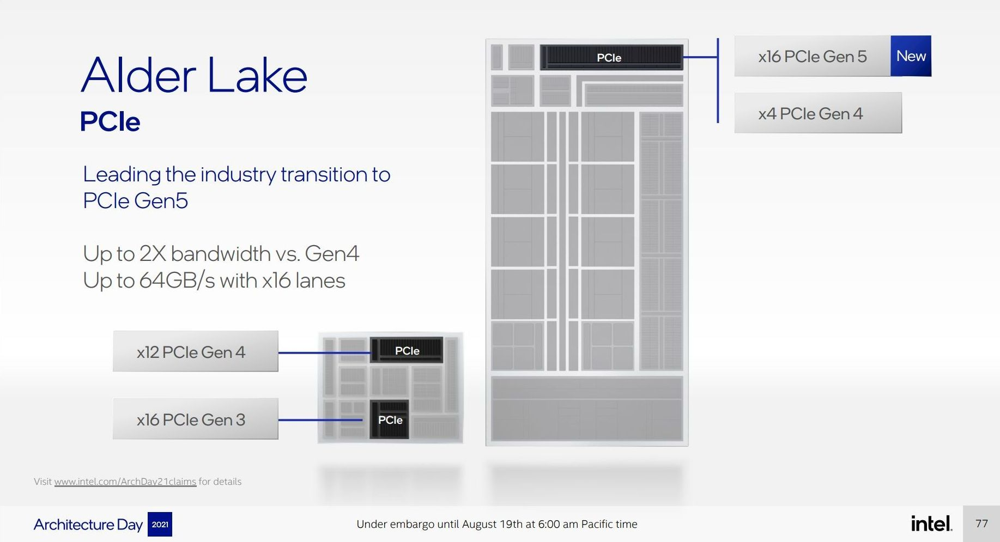 Alder Lake
PCIe
Leading the industry transition to
PCIe Gen5
Up to 2X bandwidth vs. Gen4
Up to 64GB/s with x16 lanes
x12 PCIe Gen 4
x16 PCIe Gen 3
PCIe
PCIe
PCIe
x16 PCIe Gen 5 New
x4 PCIe Gen 4
Visit www.intel.com/ArchDay21claims for details
Architecture Day 2021
Under embargo until August 19th at 6:00 am Pacific time
intel.
77